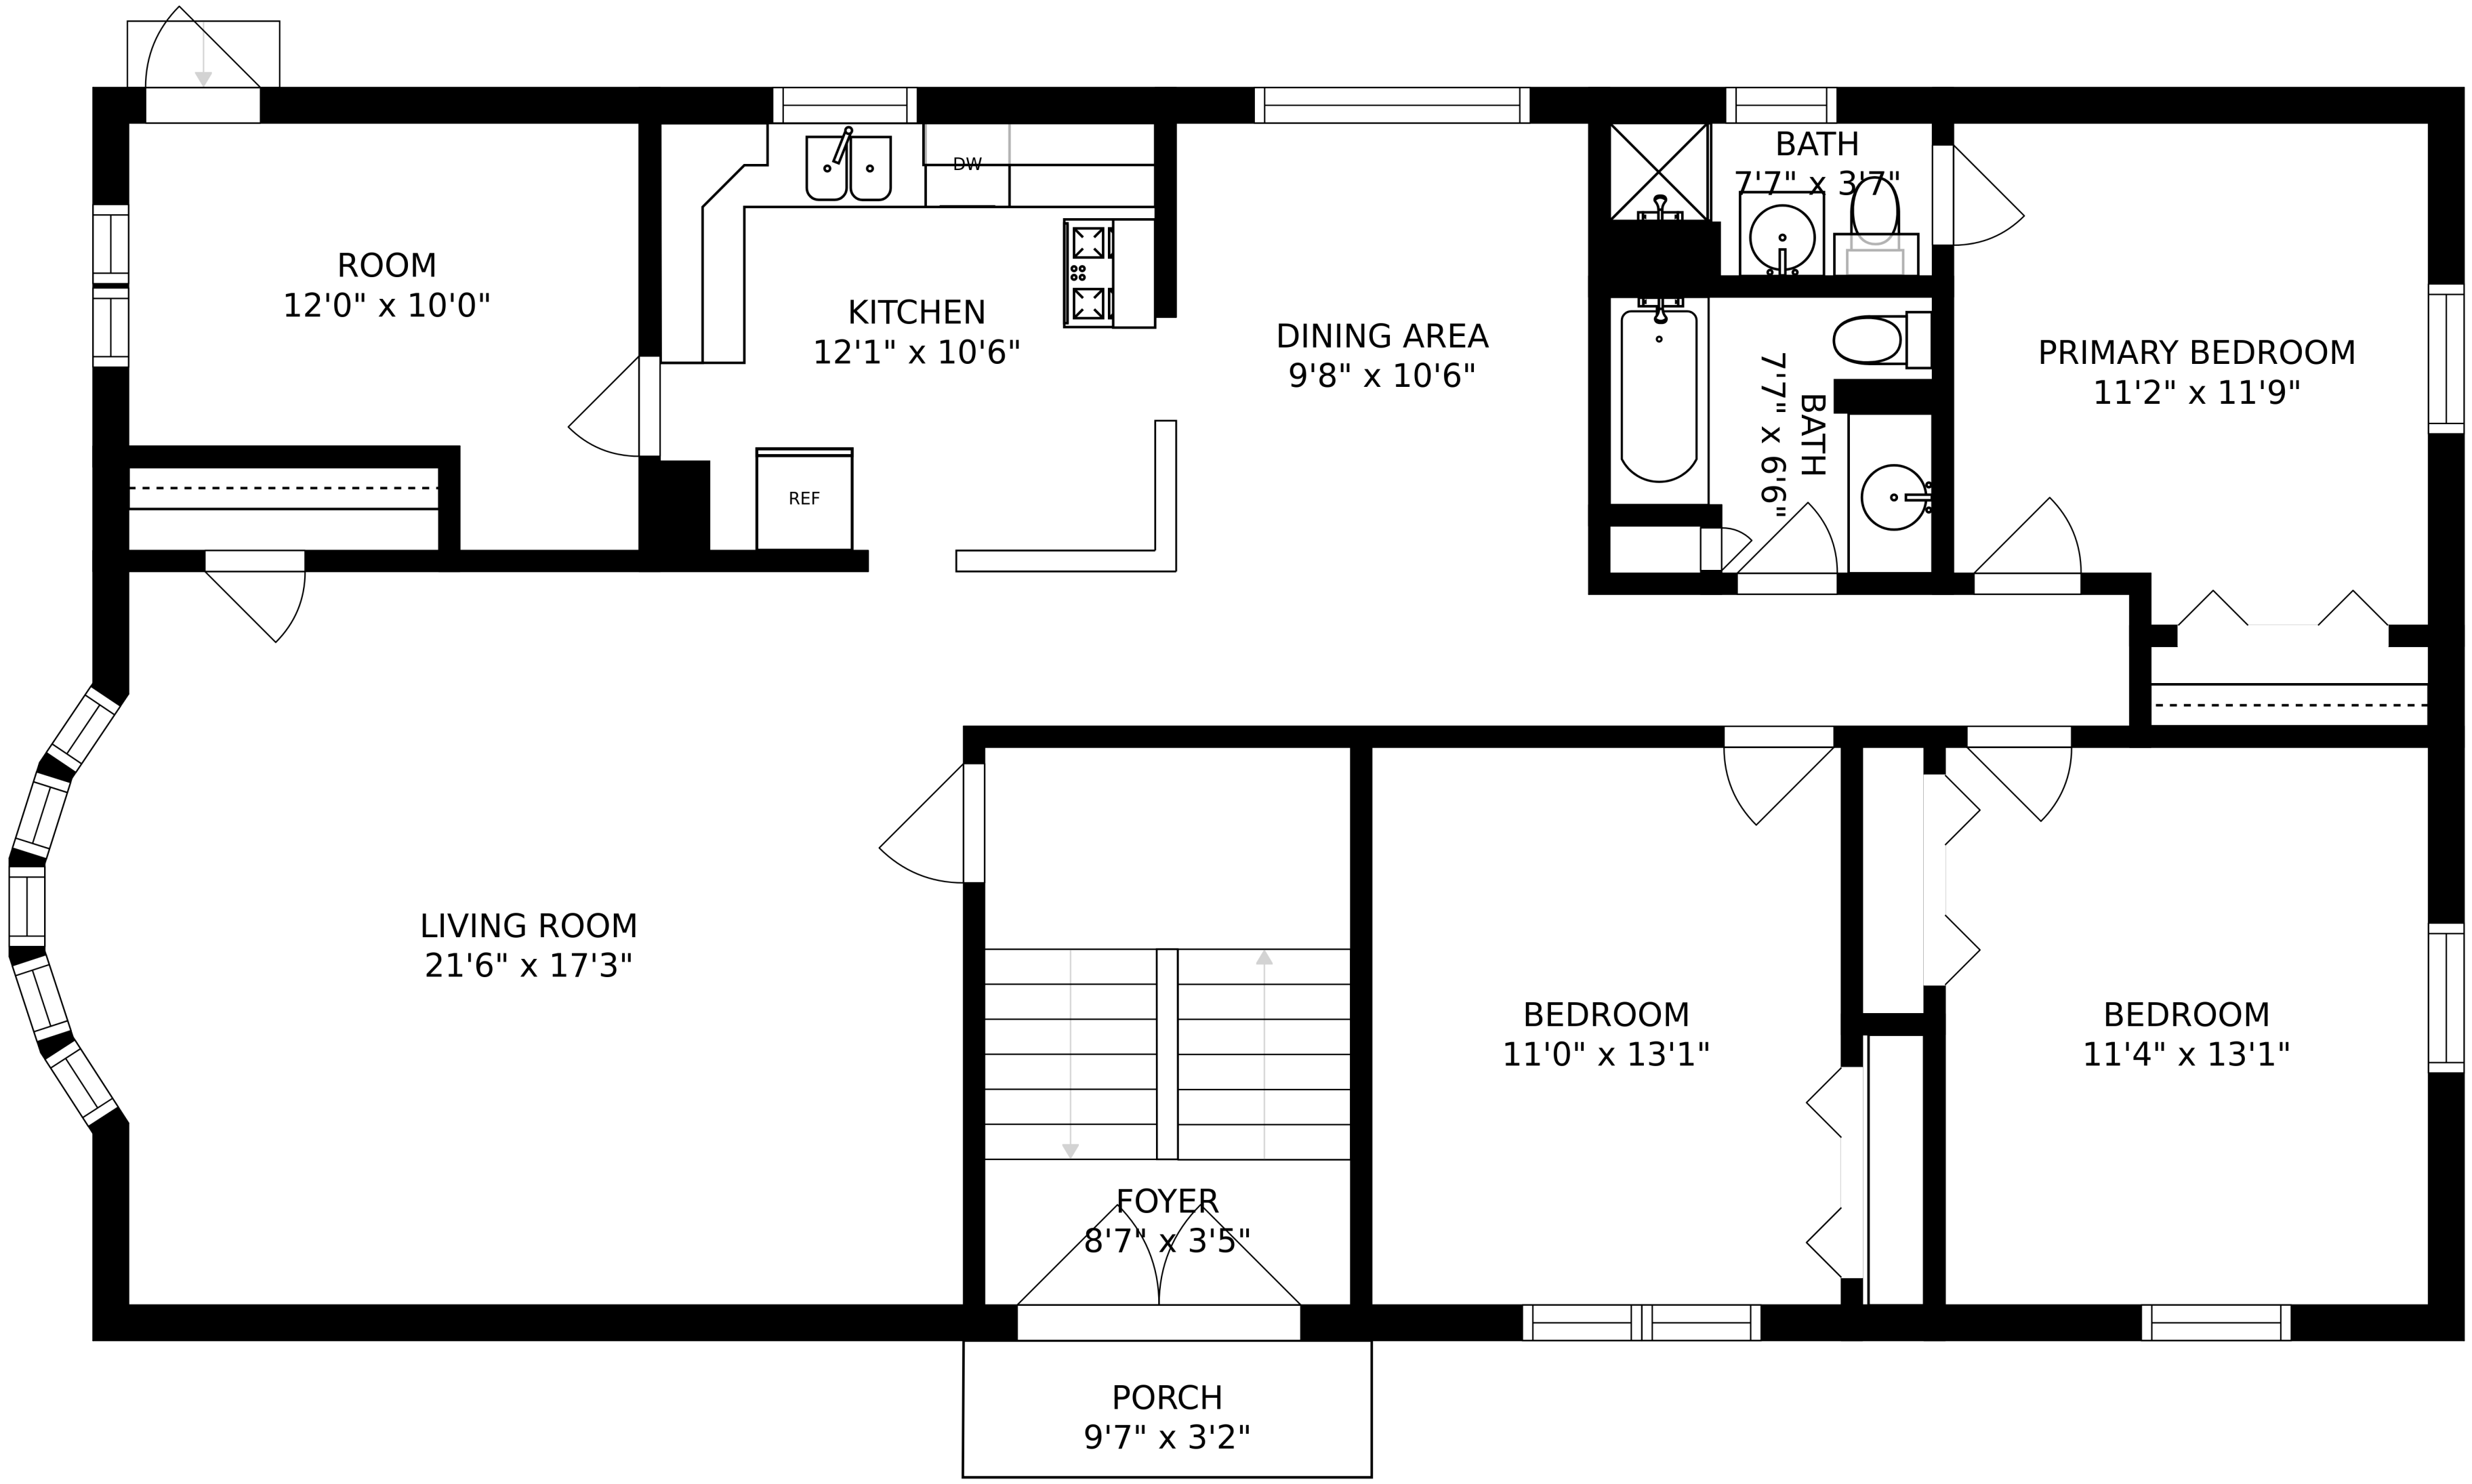 ROOM
12'0" x 10'0"
KITCHEN
12'1" x 10'6"
DW
REF
DINING AREA
9'8" x 10'6"
BATH
7'7" x 3'7"
BATH
7'7" x 6'6"
PRIMARY BEDROOM
11'2" x 11'9"
LIVING ROOM
21'6" x 17'3"
FOYER
8'7" x 3'5"
BEDROOM
11'0" x 13'1"
BEDROOM
11'4" x 13'1"
PORCH
9'7" x 3'2"